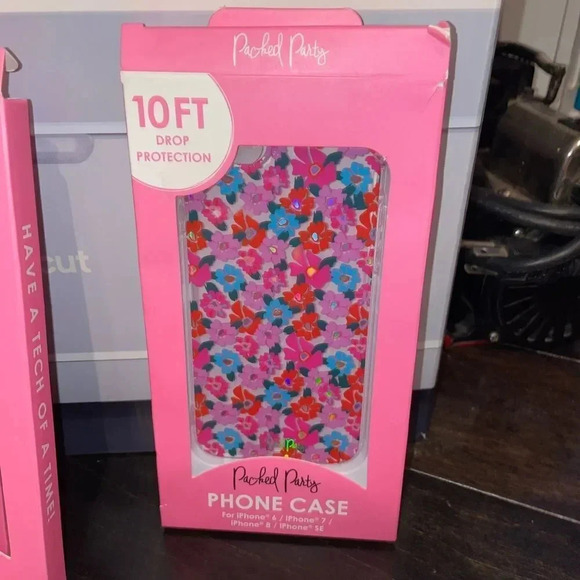 Packed Party
10 FT
DROP
PROTECTION
HAVE A TECH OF A TIME!
cut
Packed Party
PHONE CASE
For iPhone® 6 / iPhone® 7 /
iPhone® 8 / iPhone® SE